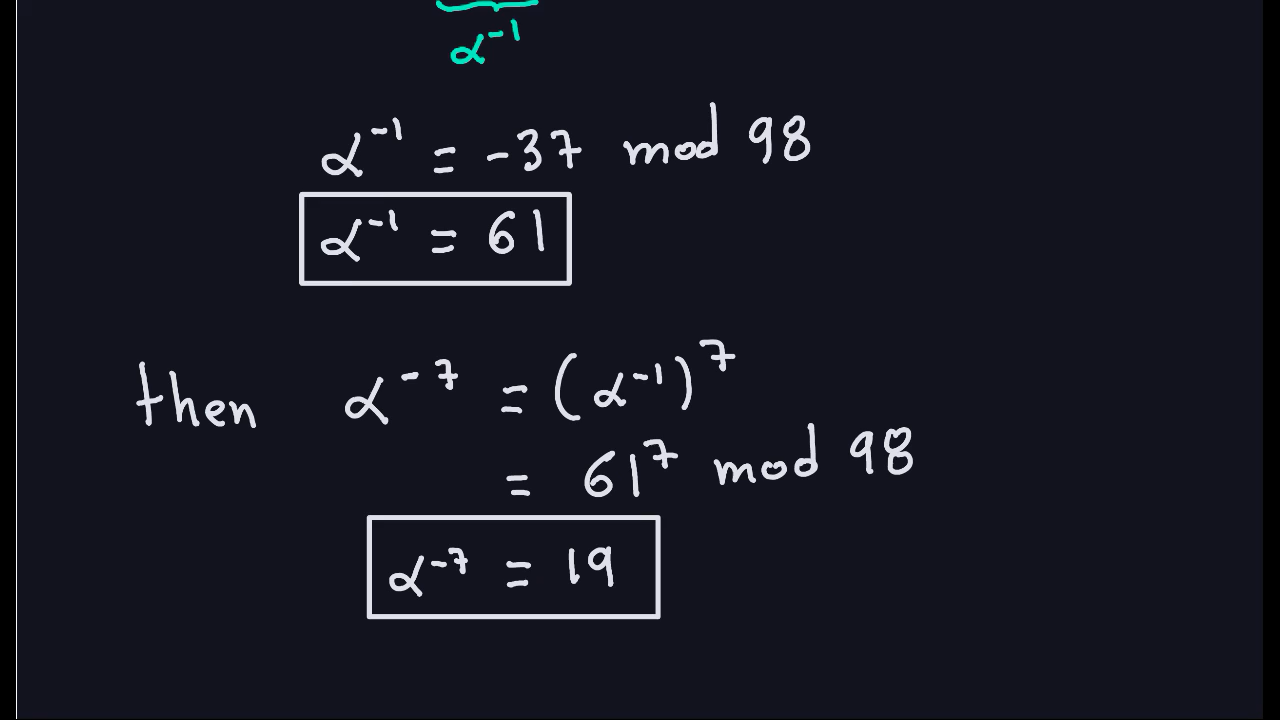 α⁻¹
α⁻¹ = -37 mod 98
α⁻¹ = 61
then α⁻⁷ = (α⁻¹)⁷
= 61⁷ mod 98
α⁻⁷ = 19